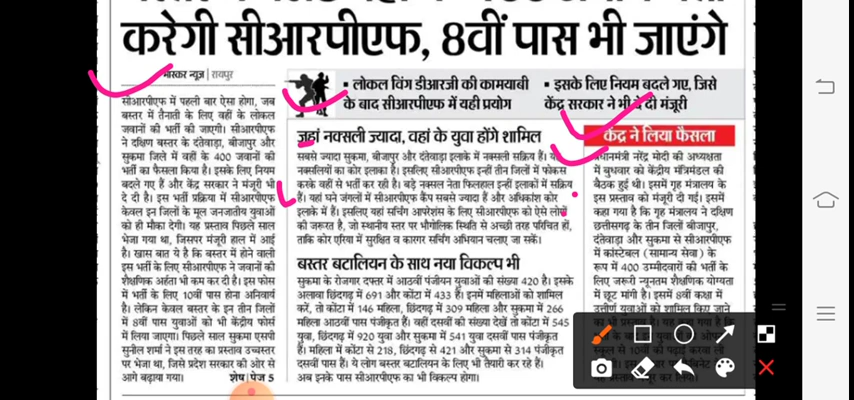 करेगी सीआरपीएफ, 8वीं पास भी जाएंगे
भास्कर न्यूज | रायपुर
सीआरपीएफ में पहली बार ऐसा होगा, जब
बस्तर में तैनाती के लिए वहीं के लोकल
जवानों की भर्ती की जाएगी। सीआरपीएफ
ने दक्षिण बस्तर के दंतेवाड़ा, बीजापुर और
सुकमा जिले में वहीं के 400 जवानों की
भर्ती का फैसला किया है। इसके लिए नियम
बदले गए हैं और केंद्र सरकार ने मंजूरी भी
दे दी है। इस भर्ती प्रक्रिया में सीआरपीएफ
केवल इन जिलों के मूल जनजातीय युवाओं
को ही मौका देगी। यह प्रस्ताव पिछले साल
भेजा गया था, जिसपर मंजूरी हाल में आई
है। खास बात ये है कि बस्तर में होने वाली
इस भर्ती के लिए सीआरपीएफ ने जवानों की
शैक्षणिक अर्हता भी कम कर दी है। इस फोर्स
में भर्ती के लिए 10वीं पास होना अनिवार्य
है। लेकिन केवल बस्तर के इन तीन जिलों
में 8वीं पास युवाओं को भी केंद्रीय फोर्स
में लिया जाएगा। पिछले साल सुकमा एसपी
सुनील शर्मा ने इस तरह का प्रस्ताव उच्चस्तर
पर भेजा था, जिसे प्रदेश सरकार की ओर से
आगे बढ़ाया गया।
शेष | पेज 5
▪ लोकल विंग डीआरजी की कामयाबी
के बाद सीआरपीएफ में वही प्रयोग
▪ इसके लिए नियम बदले गए, जिसे
केंद्र सरकार ने भी दे दी मंजूरी
जहां नक्सली ज्यादा, वहां के युवा होंगे शामिल
सबसे ज्यादा सुकमा, बीजापुर और दंतेवाड़ा इलाके में नक्सली सक्रिय हैं।
नक्सलियों का कोर इलाका है। इसलिए सीआरपीएफ इन्हीं तीन जिलों में फोकस
करके वहीं से भर्ती कर रही है। बड़े नक्सल नेता फिलहाल इन्हीं इलाकों में सक्रिय
हैं। यहां घने जंगलों में सीआरपीएफ कैंप सबसे ज्यादा हैं और अधिकांश कोर
इलाके में हैं। इसलिए यहां सर्चिंग आपरेशंस के लिए सीआरपीएफ को ऐसे लोगों
की जरूरत है, जो स्थानीय स्तर पर भौगोलिक स्थिति से अच्छी तरह परिचित हों,
ताकि कोर एरिया में सुरक्षित व कारगर सर्चिंग अभियान चलाए जा सकें।
बस्तर बटालियन के साथ नया विकल्प भी
सुकमा के रोजगार दफ्तर में आठवीं पंजीयन युवाओं की संख्या 420 है। इसके
अलावा छिंदगढ़ में 691 और कोंटा में 433 हैं। इनमें महिलाओं को शामिल
करें, तो कोंटा में 146 महिला, छिंदगढ़ में 309 महिला और सुकमा में 266
महिला आठवीं पास पंजीकृत हैं। वहीं दसवीं की संख्या देखें तो कोंटा में 545
युवा, छिंदगढ़ में 920 युवा और सुकमा में 541 युवा दसवीं पास पंजीकृत
हैं। महिला में कोंटा से 218, छिंदगढ़ से 421 और सुकमा से 314 पंजीकृत
दसवीं पास हैं। ये लोग बस्तर बटालियन के लिए भी तैयारी कर रहे हैं।
अब इनके पास सीआरपीएफ का भी विकल्प होगा।
केंद्र ने लिया फैसला
प्रधानमंत्री नरेंद्र मोदी की अध्यक्षता
में बुधवार को केंद्रीय मंत्रिमंडल की
बैठक हुई थी। इसमें गृह मंत्रालय के
इस प्रस्ताव को मंजूरी दी गई। इसमें
कहा गया है कि गृह मंत्रालय ने दक्षिण
छत्तीसगढ़ के तीन जिलों बीजापुर,
दंतेवाड़ा और सुकमा से सीआरपीएफ
में कांस्टेबल (सामान्य सेवा) के
रूप में 400 उम्मीदवारों की भर्ती के
लिए जरूरी न्यूनतम शैक्षणिक योग्यता
में छूट मांगी है। इसमें 8वीं कक्षा में
उत्तीर्ण युवाओं को शामिल किए जाने